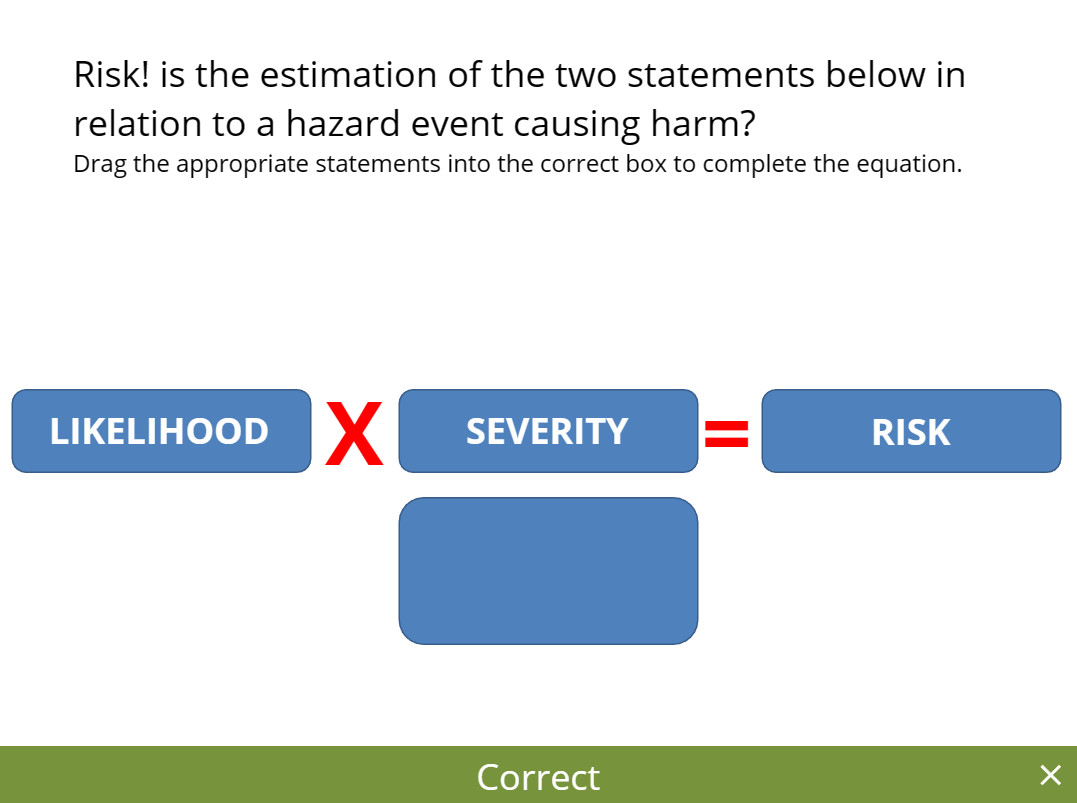 Risk! is the estimation of the two statements below in
relation to a hazard event causing harm?
Drag the appropriate statements into the correct box to complete the equation.
LIKELIHOOD X SEVERITY = RISK
Correct ×